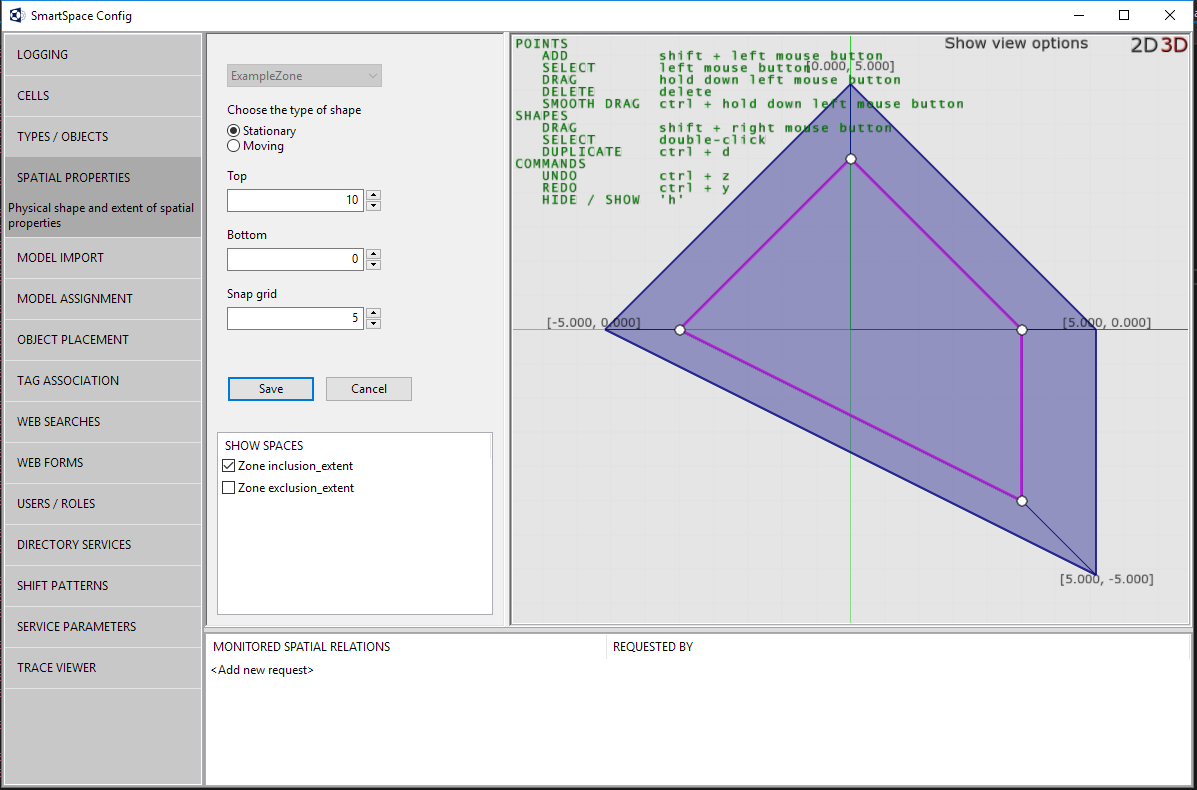 SmartSpace Config
LOGGING
CELLS
TYPES / OBJECTS
SPATIAL PROPERTIES
Physical shape and extent of spatial
properties
MODEL IMPORT
MODEL ASSIGNMENT
OBJECT PLACEMENT
TAG ASSOCIATION
WEB SEARCHES
WEB FORMS
USERS / ROLES
DIRECTORY SERVICES
SHIFT PATTERNS
SERVICE PARAMETERS
TRACE VIEWER
ExampleZone
Choose the type of shape
Stationary
Moving
Top
10
Bottom
0
Snap grid
5
Save Cancel
SHOW SPACES
Zone inclusion_extent
Zone exclusion_extent
Show view options 2D 3D
POINTS
ADD shift + left mouse button
SELECT left mouse button
DRAG hold down left mouse button
DELETE delete
SMOOTH DRAG ctrl + hold down left mouse button
SHAPES
DRAG shift + right mouse button
SELECT double-click
DUPLICATE ctrl + d
COMMANDS
UNDO ctrl + z
REDO ctrl + y
HIDE / SHOW 'h'
[0.000, 5.000]
[-5.000, 0.000]
[5.000, 0.000]
[5.000, -5.000]
MONITORED SPATIAL RELATIONS REQUESTED BY
<Add new request>